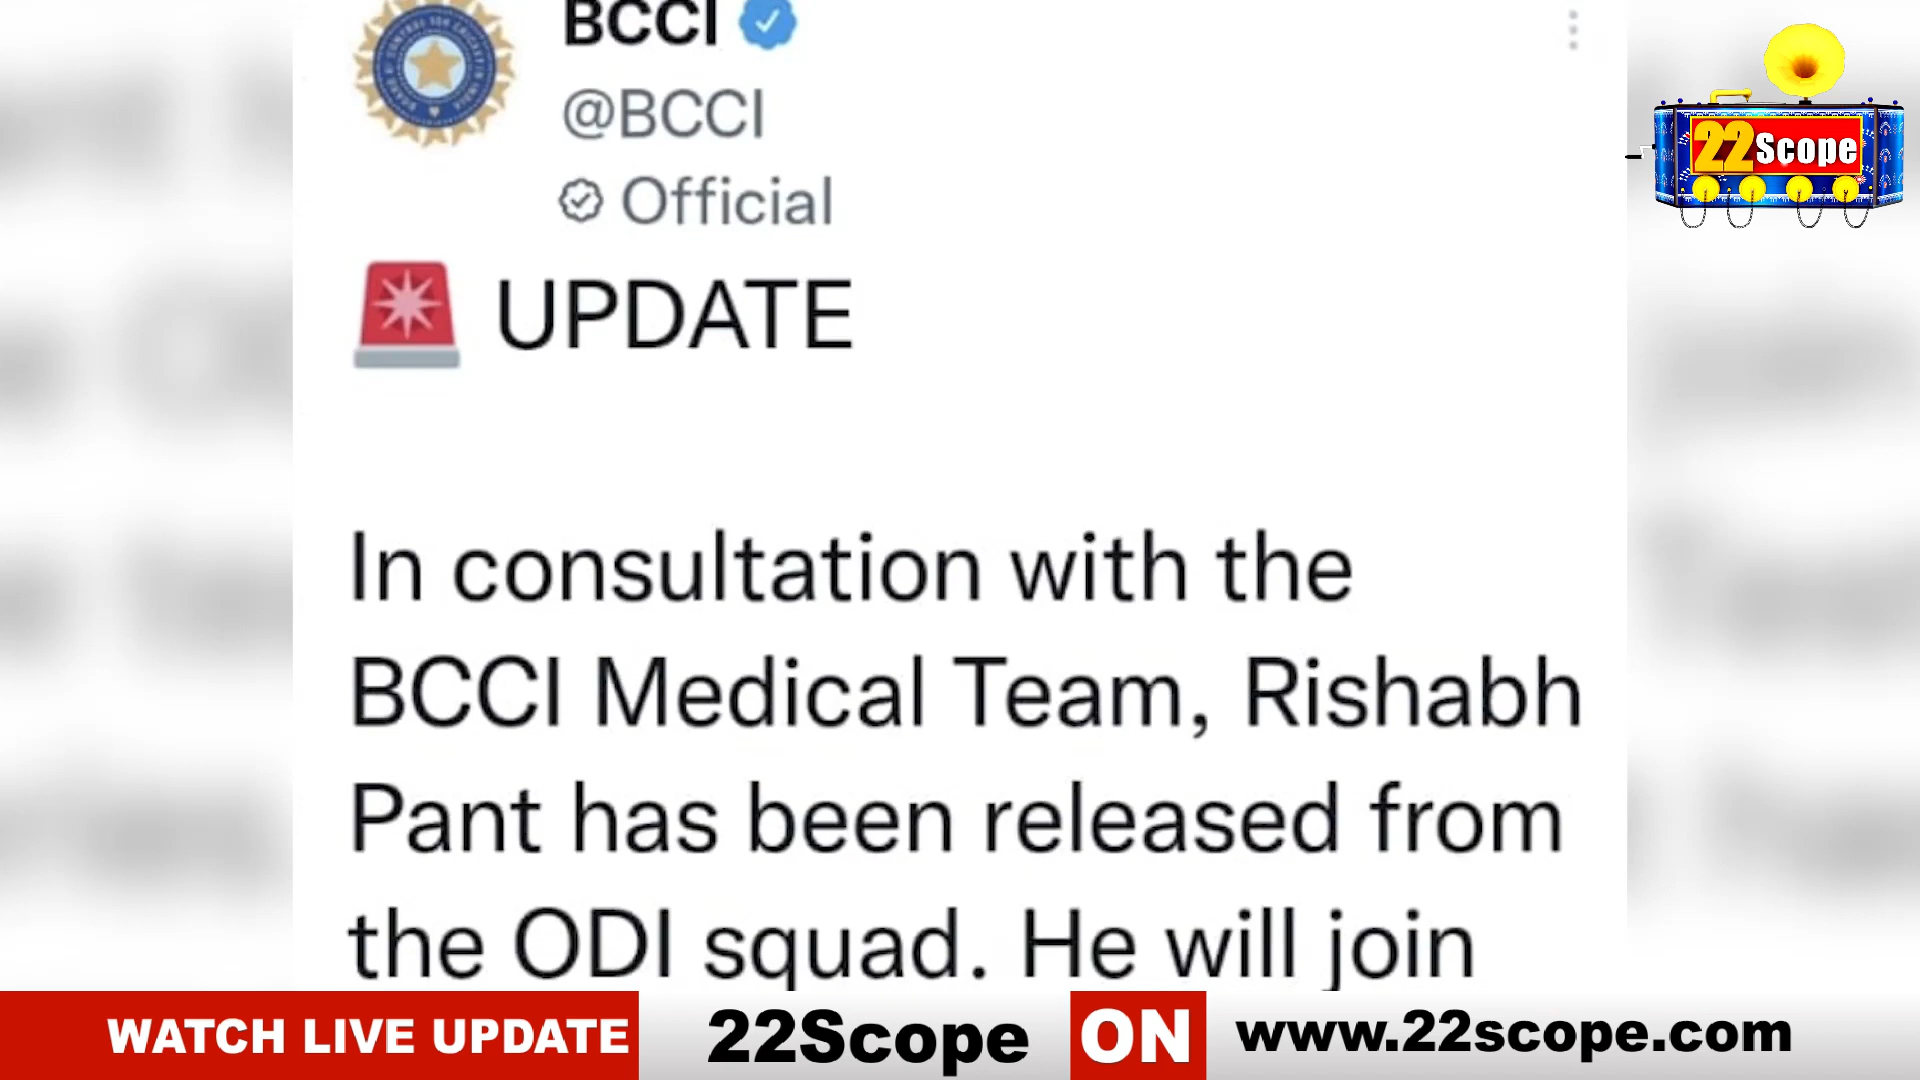 BCCI
@BCCI
Official
UPDATE
In consultation with the
BCCI Medical Team, Rishabh
Pant has been released from
the ODI squad. He will join
22Scope
WATCH LIVE UPDATE 22Scope ON www.22scope.com